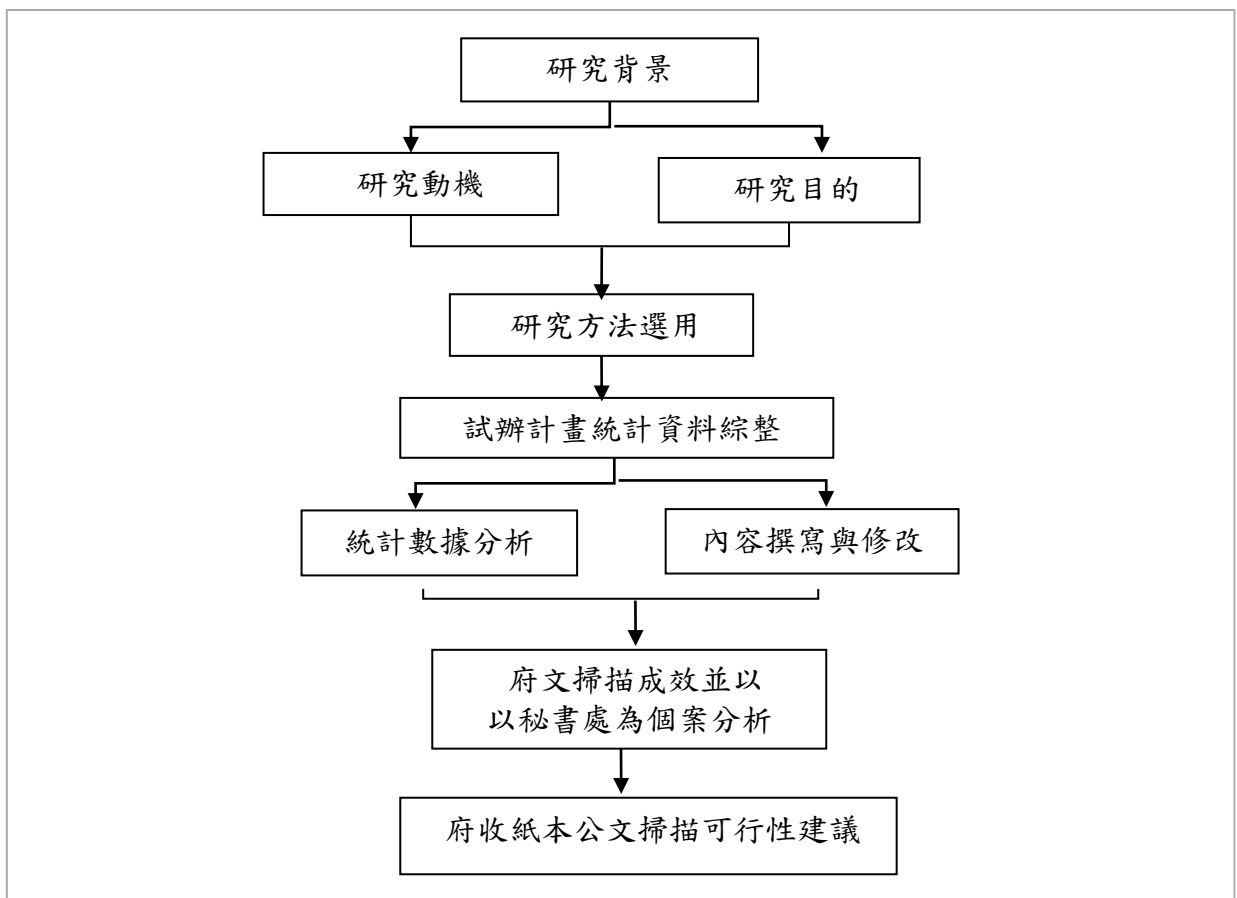 研究背景
研究動機
研究目的
研究方法選用
試辦計畫統計資料綜整
統計數據分析
內容撰寫與修改
府文掃描成效並以
以秘書處為個案分析
府收紙本公文掃描可行性建議